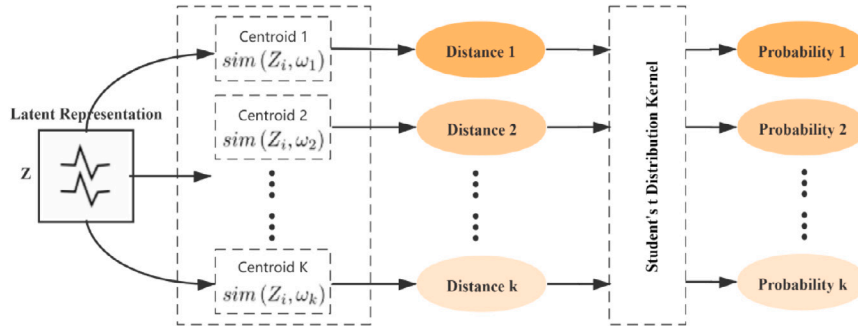 Latent Representation
Z
Centroid 1
sim (Z_i, ω_1)
Centroid 2
sim (Z_i, ω_2)
Centroid K
sim (Z_i, ω_k)
Distance 1
Distance 2
Distance k
Student's t Distribution Kernel
Probability 1
Probability 2
Probability k